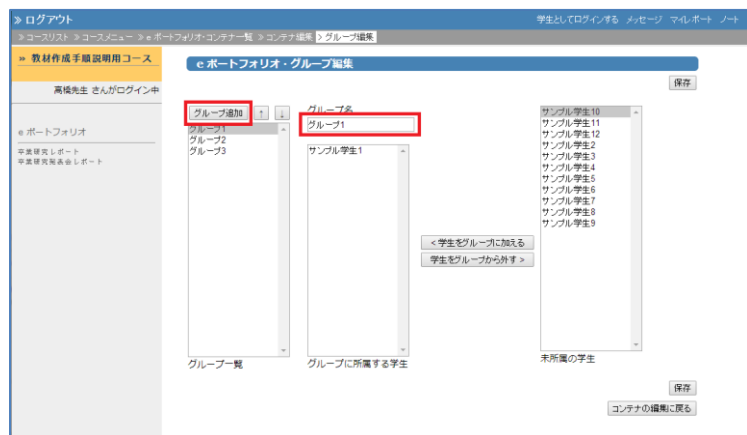 » ログアウト
学生としてログインする メッセージ マイレポート ノート
» コースリスト » コースメニュー » eポートフォリオ・コンテナ一覧 » コンテナ編集 > グループ編集
» 教材作成手順説明用コース
高橋先生 さんがログイン中
eポートフォリオ
卒業研究レポート
卒業研究発表会レポート
eポートフォリオ・グループ編集
保存
グループ追加 ↑ ↓
グループ1
グループ2
グループ3
グループ一覧
グループ名
グループ1
サンプル学生1
グループに所属する学生
<学生をグループに加える
学生をグループから外す>
サンプル学生10
サンプル学生11
サンプル学生12
サンプル学生2
サンプル学生3
サンプル学生4
サンプル学生5
サンプル学生6
サンプル学生7
サンプル学生8
サンプル学生9
未所属の学生
保存
コンテナの編集に戻る